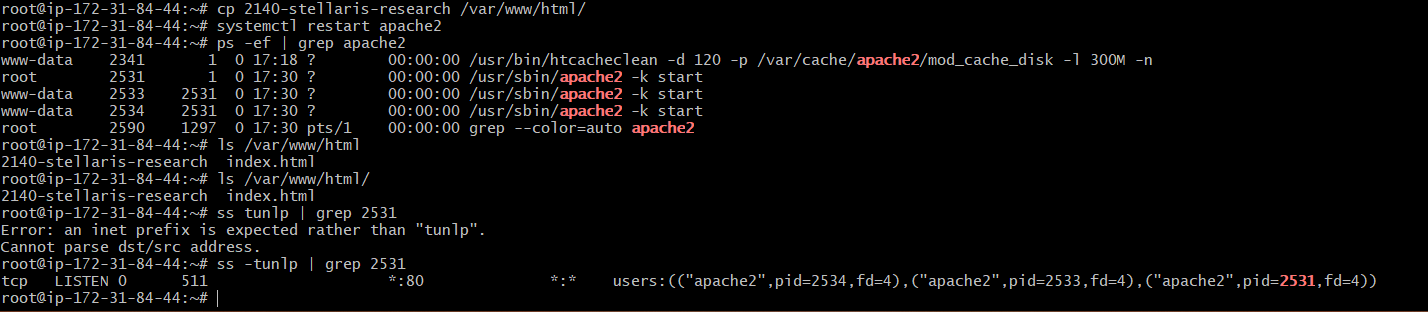 root@ip-172-31-84-44:~# cp 2140-stellaris-research /var/www/html/
root@ip-172-31-84-44:~# systemctl restart apache2
root@ip-172-31-84-44:~# ps -ef | grep apache2
www-data    2341       1  0 17:18 ?        00:00:00 /usr/bin/htcacheclean -d 120 -p /var/cache/apache2/mod_cache_disk -l 300M -n
root        2531       1  0 17:30 ?        00:00:00 /usr/sbin/apache2 -k start
www-data    2533    2531  0 17:30 ?        00:00:00 /usr/sbin/apache2 -k start
www-data    2534    2531  0 17:30 ?        00:00:00 /usr/sbin/apache2 -k start
root        2590    1297  0 17:30 pts/1    00:00:00 grep --color=auto apache2
root@ip-172-31-84-44:~# ls /var/www/html
2140-stellaris-research  index.html
root@ip-172-31-84-44:~# ls /var/www/html/
2140-stellaris-research  index.html
root@ip-172-31-84-44:~# ss tunlp | grep 2531
Error: an inet prefix is expected rather than "tunlp".
Cannot parse dst/src address.
root@ip-172-31-84-44:~# ss -tunlp | grep 2531
tcp   LISTEN 0      511                  *:80              *:*    users:(("apache2",pid=2534,fd=4),("apache2",pid=2533,fd=4),("apache2",pid=2531,fd=4))
root@ip-172-31-84-44:~#